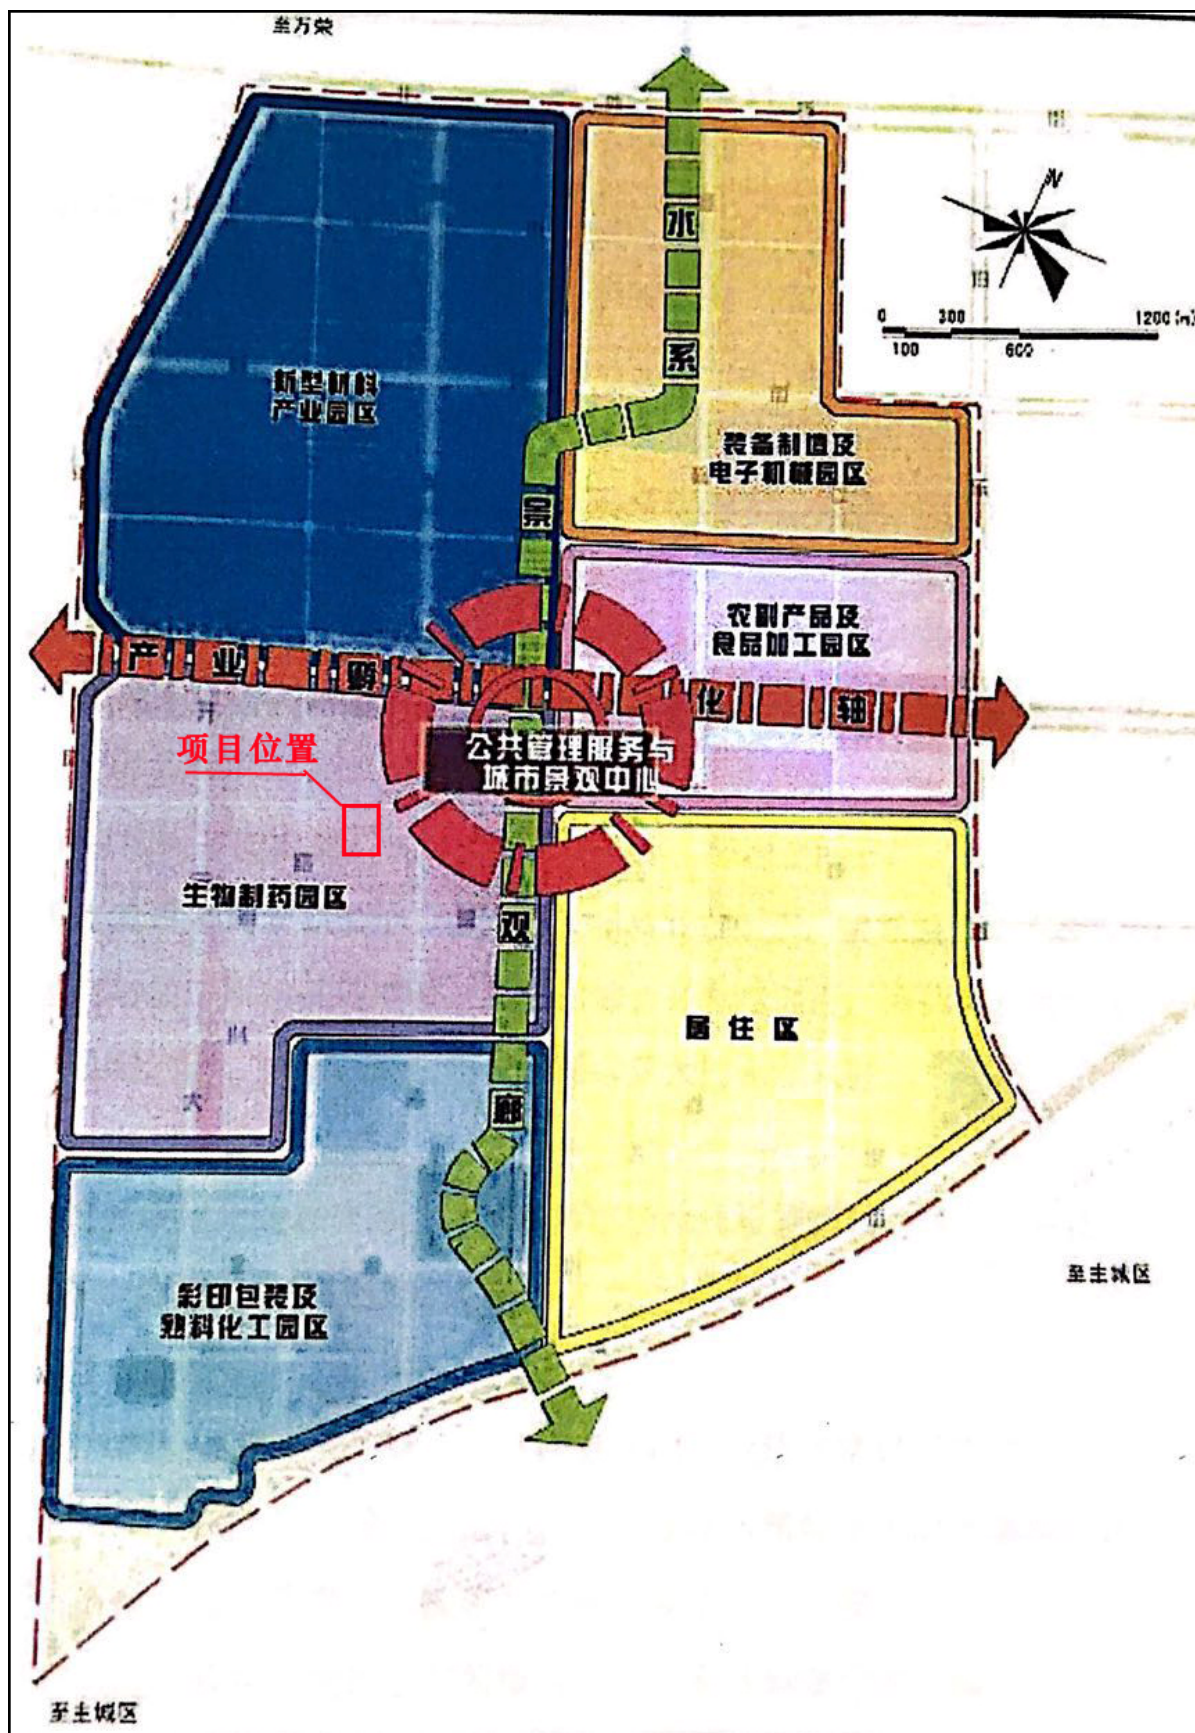 至万荣
N
水
0 300 1200(m)
100 600
系
新型材料
产业园区
装备制造及
电子机械园区
景
农副产品及
食品加工园区
产业孵化轴
项目位置
公共管理服务与
城市景观中心
生物制药园区
观
居住区
大
廊
至主城区
彩印包装及
塑料化工园区
至主城区